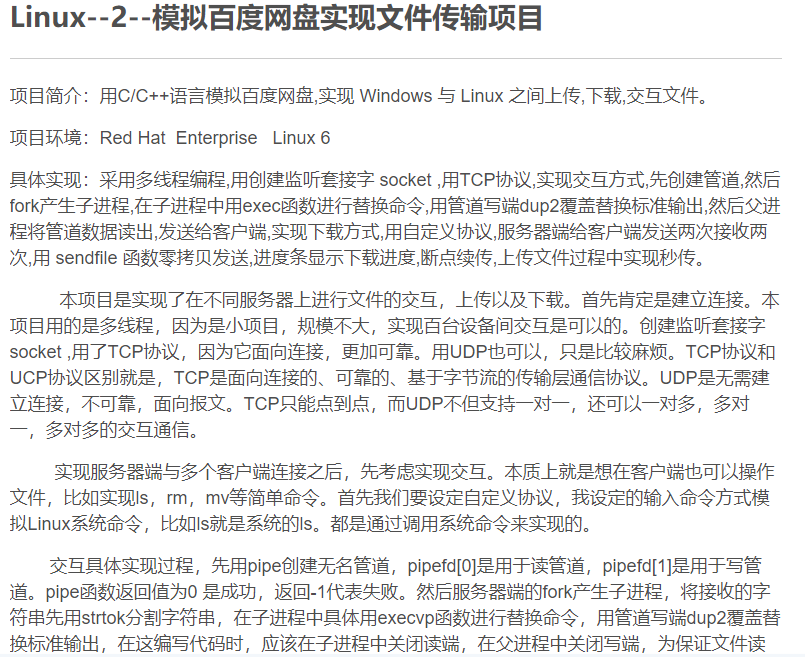 Linux--2--模拟百度网盘实现文件传输项目
项目简介：用C/C++语言模拟百度网盘,实现 Windows 与 Linux 之间上传,下载,交互文件。
项目环境：Red Hat  Enterprise   Linux 6
具体实现：采用多线程编程,用创建监听套接字 socket ,用TCP协议,实现交互方式,先创建管道,然后
fork产生子进程,在子进程中用exec函数进行替换命令,用管道写端dup2覆盖替换标准输出,然后父进
程将管道数据读出,发送给客户端,实现下载方式,用自定义协议,服务器端给客户端发送两次接收两
次,用 sendfile 函数零拷贝发送,进度条显示下载进度,断点续传,上传文件过程中实现秒传。
本项目是实现了在不同服务器上进行文件的交互，上传以及下载。首先肯定是建立连接。本
项目用的是多线程，因为是小项目，规模不大，实现百台设备间交互是可以的。创建监听套接字
socket ,用了TCP协议，因为它面向连接，更加可靠。用UDP也可以，只是比较麻烦。TCP协议和
UCP协议区别就是，TCP是面向连接的、可靠的、基于字节流的传输层通信协议。UDP是无需建
立连接，不可靠，面向报文。TCP只能点到点，而UDP不但支持一对一，还可以一对多，多对
一，多对多的交互通信。
实现服务器端与多个客户端连接之后，先考虑实现交互。本质上就是想在客户端也可以操作
文件，比如实现ls，rm，mv等简单命令。首先我们要设定自定义协议，我设定的输入命令方式模
拟Linux系统命令，比如ls就是系统的ls。都是通过调用系统命令来实现的。
交互具体实现过程，先用pipe创建无名管道，pipefd[0]是用于读管道，pipefd[1]是用于写管
道。pipe函数返回值为0 是成功，返回-1代表失败。然后服务器端的fork产生子进程，将接收的字
符串先用strtok分割字符串，在子进程中具体用execvp函数进行替换命令，用管道写端dup2覆盖替
换标准输出，在这编写代码时，应该在子进程中关闭读端，在父进程中关闭写端，为保证文件读